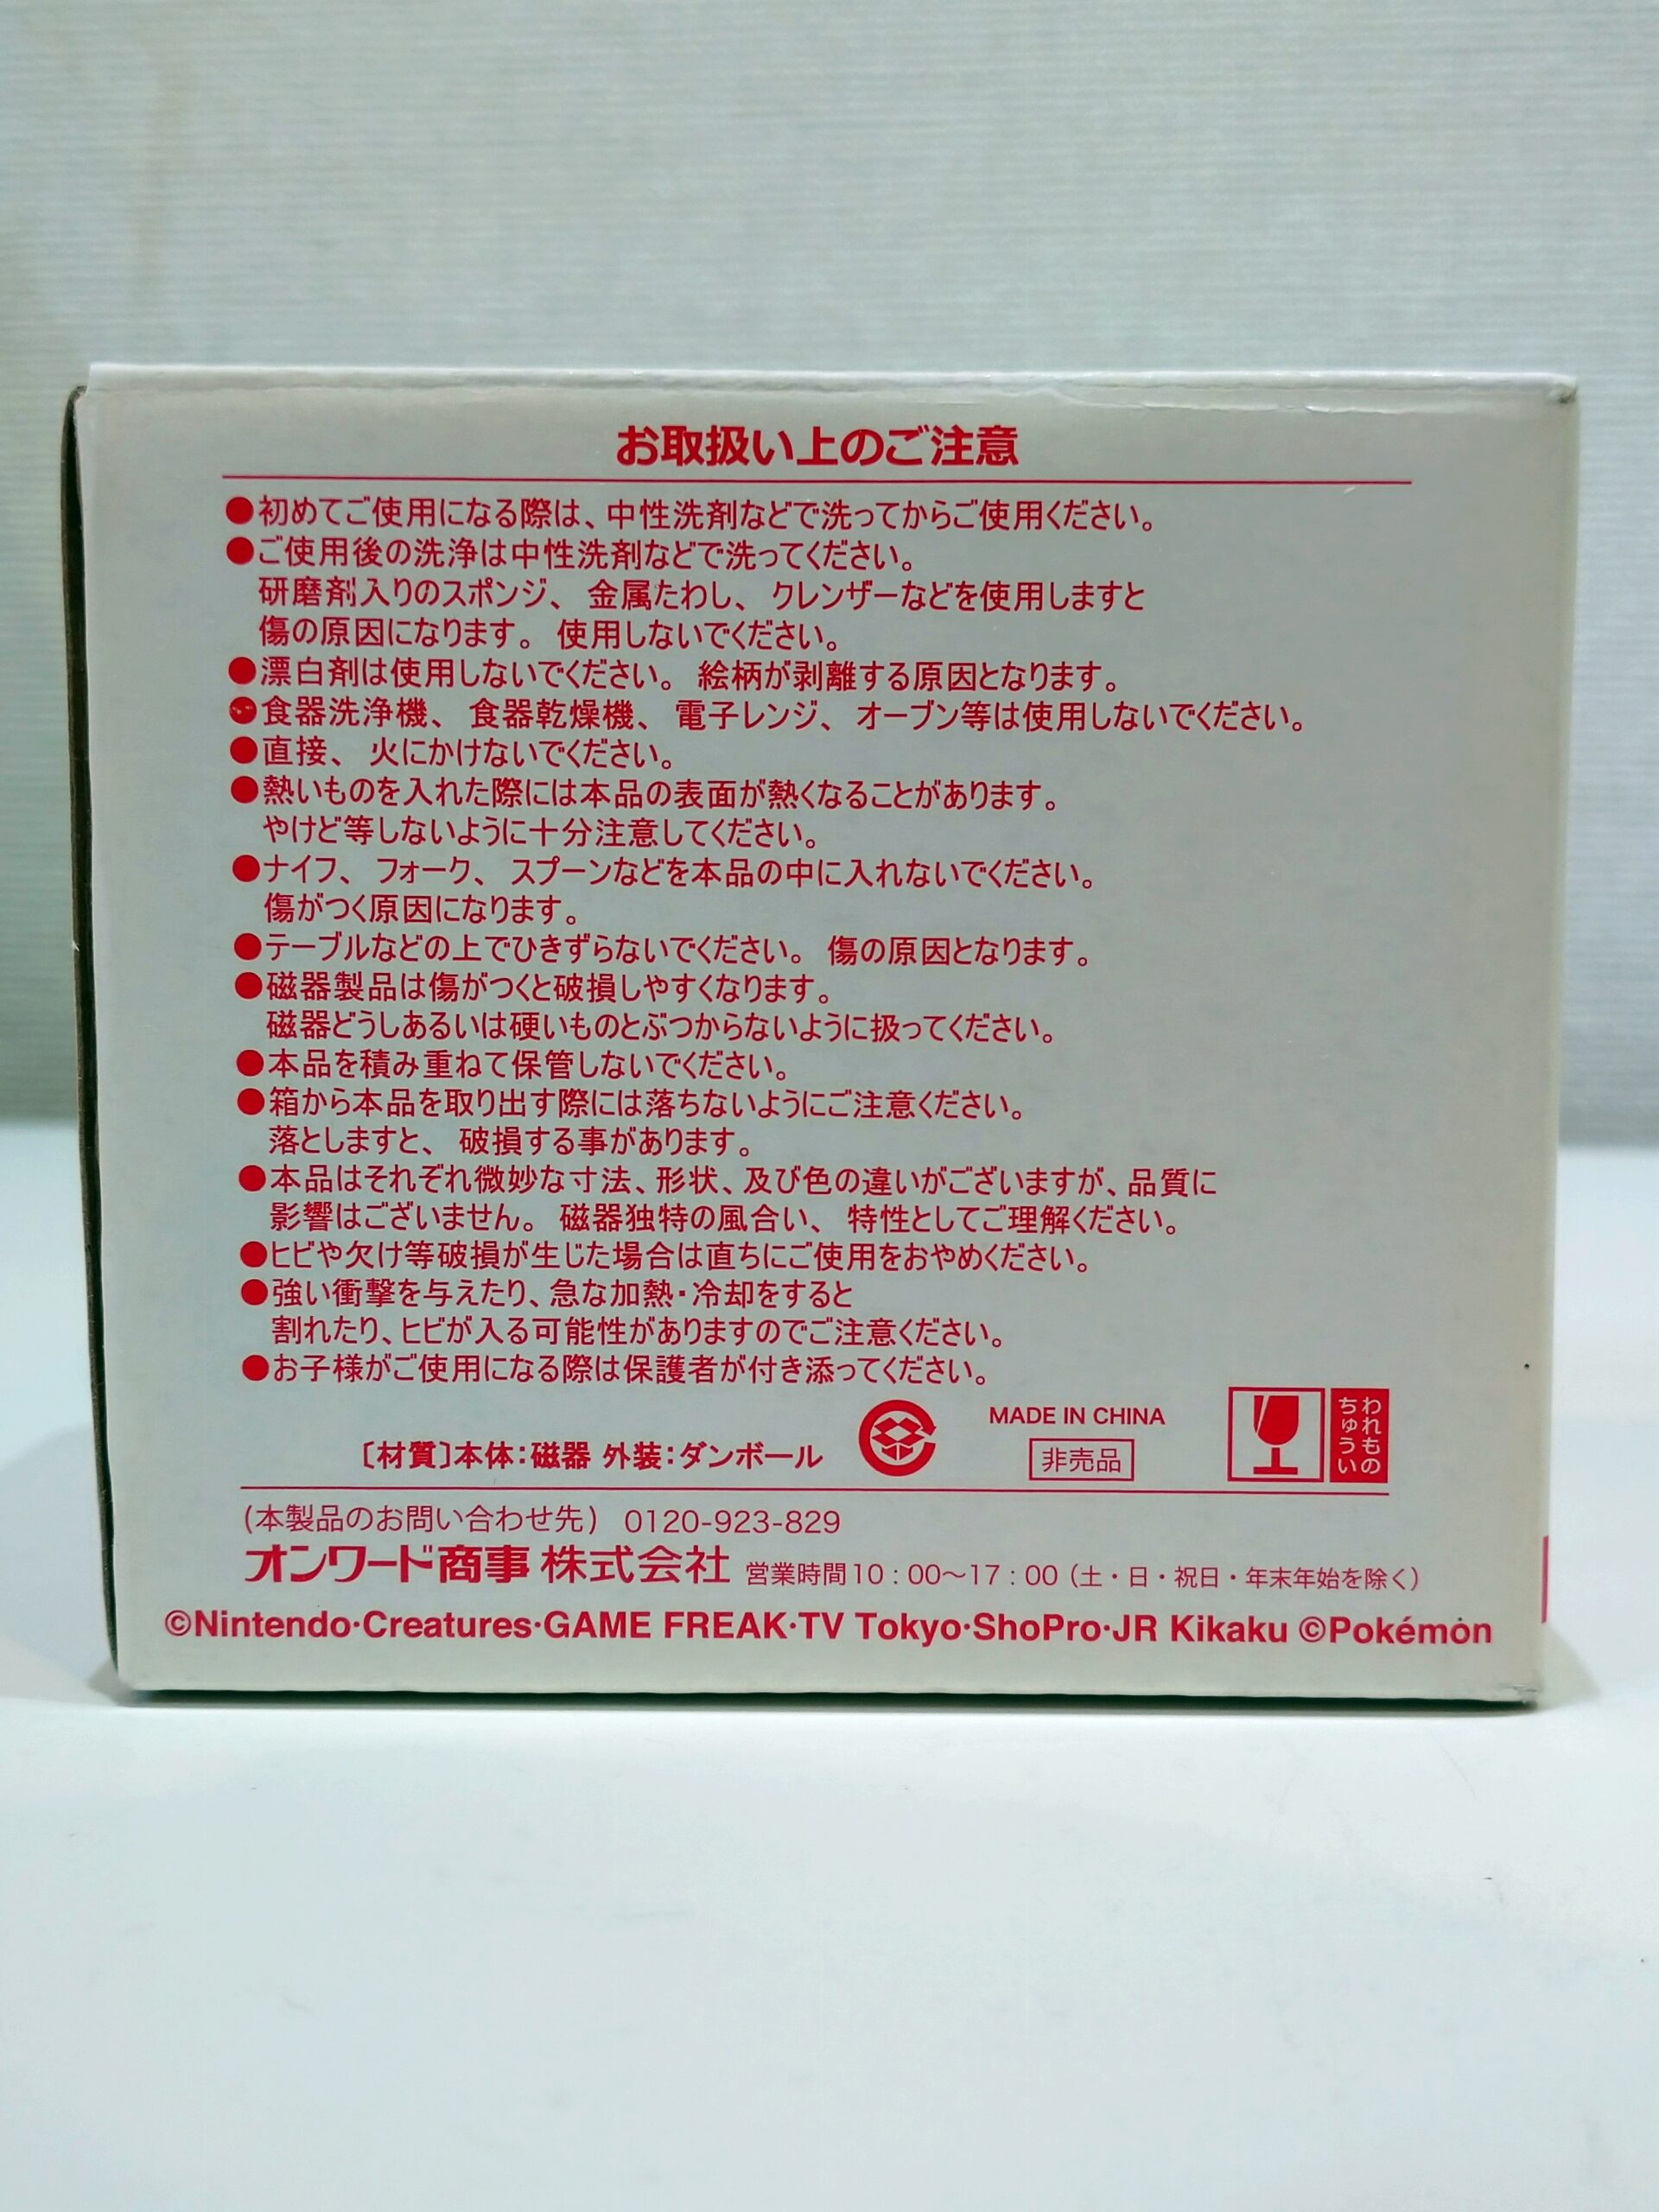 お取扱い上のご注意
●初めてご使用になる際は、中性洗剤などで洗ってからご使用ください。
●ご使用後の洗浄は中性洗剤などで洗ってください。
研磨剤入りのスポンジ、金属たわし、クレンザーなどを使用しますと
傷の原因になります。使用しないでください。
●漂白剤は使用しないでください。絵柄が剥離する原因となります。
●食器洗浄機、食器乾燥機、電子レンジ、オーブン等は使用しないでください。
●直接、火にかけないでください。
●熱いものを入れた際には本品の表面が熱くなることがあります。
やけど等しないように十分注意してください。
●ナイフ、フォーク、スプーンなどを本品の中に入れないでください。
傷がつく原因になります。
●テーブルなどの上でひきずらないでください。傷の原因となります。
●磁器製品は傷がつくと破損しやすくなります。
磁器どうしあるいは硬いものとぶつからないように扱ってください。
●本品を積み重ねて保管しないでください。
●箱から本品を取り出す際には落ちないようにご注意ください。
落としますと、破損する事があります。
●本品はそれぞれ微妙な寸法、形状、及び色の違いがございますが、品質に
影響はございません。磁器独特の風合い、特性としてご理解ください。
●ヒビや欠け等破損が生じた場合は直ちにご使用をおやめください。
●強い衝撃を与えたり、急な加熱・冷却をすると
割れたり、ヒビが入る可能性がありますのでご注意ください。
●お子様がご使用になる際は保護者が付き添ってください。
〔材質〕本体：磁器 外装：ダンボール
MADE IN CHINA
非売品
われもの
ちゅうい
(本製品のお問い合わせ先) 0120-923-829
オンワード商事 株式会社 営業時間10：00〜17：00（土・日・祝日・年末年始を除く）
©Nintendo·Creatures·GAME FREAK·TV Tokyo·ShoPro·JR Kikaku ©Pokémon